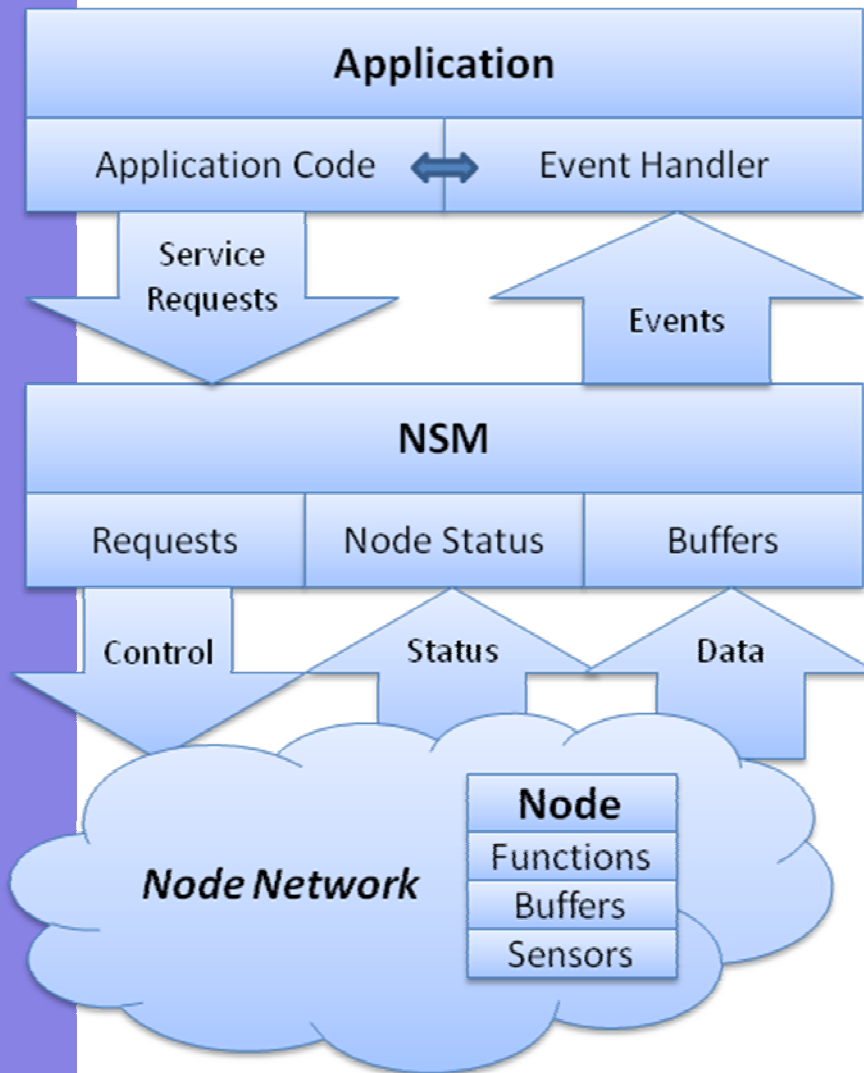 Application
Application Code
Event Handler
Service
Requests
Events
NSM
Requests
Node Status
Buffers
Control
Status
Data
Node Network
Node
Functions
Buffers
Sensors